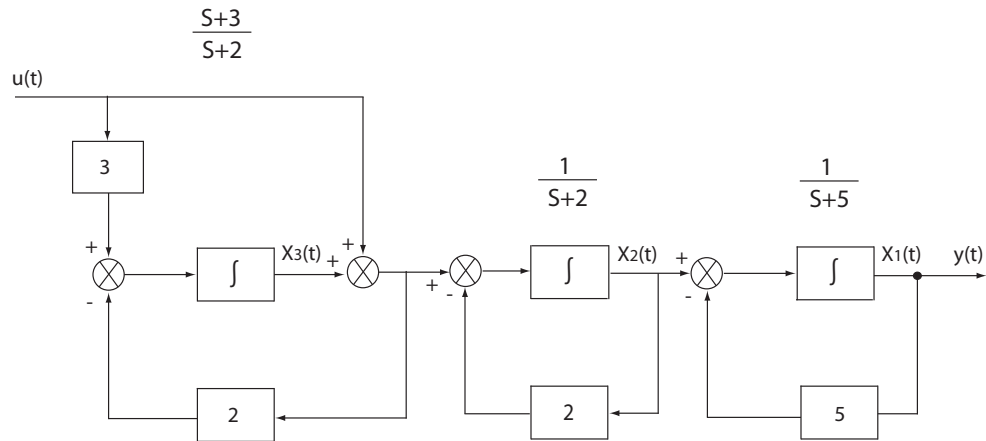 S+3
S+2
u(t)
3
1
S+2
1
S+5
+
-
∫
X3(t)
+
+
+
-
∫
X2(t)
+
-
∫
X1(t)
y(t)
2
2
5